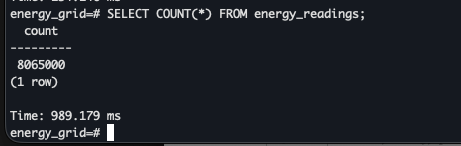 energy_grid=# SELECT COUNT(*) FROM energy_readings;
count
---------
8065000
(1 row)
Time: 989.179 ms
energy_grid=#